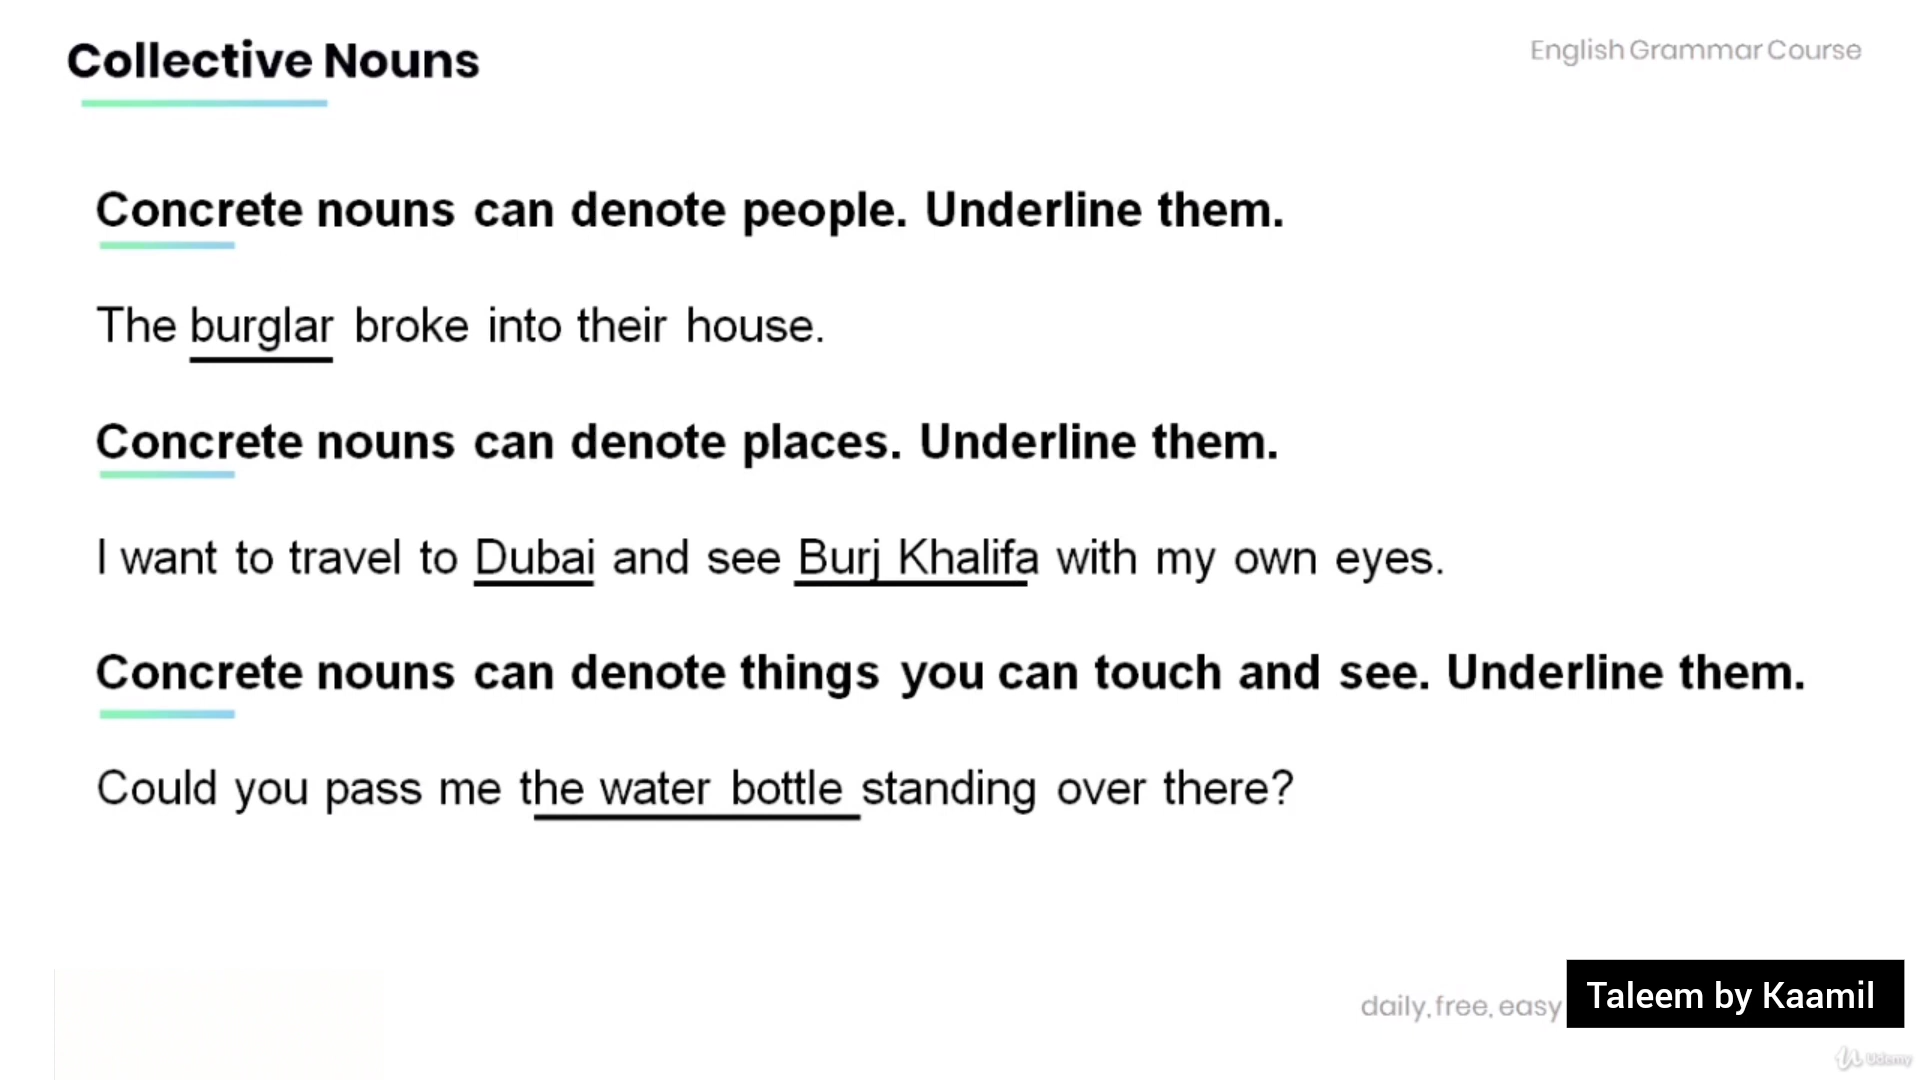 Collective Nouns
English Grammar Course
Concrete nouns can denote people. Underline them.
The burglar broke into their house.
Concrete nouns can denote places. Underline them.
I want to travel to Dubai and see Burj Khalifa with my own eyes.
Concrete nouns can denote things you can touch and see. Underline them.
Could you pass me the water bottle standing over there?
daily, free, easy
Taleem by Kaamil
Udemy